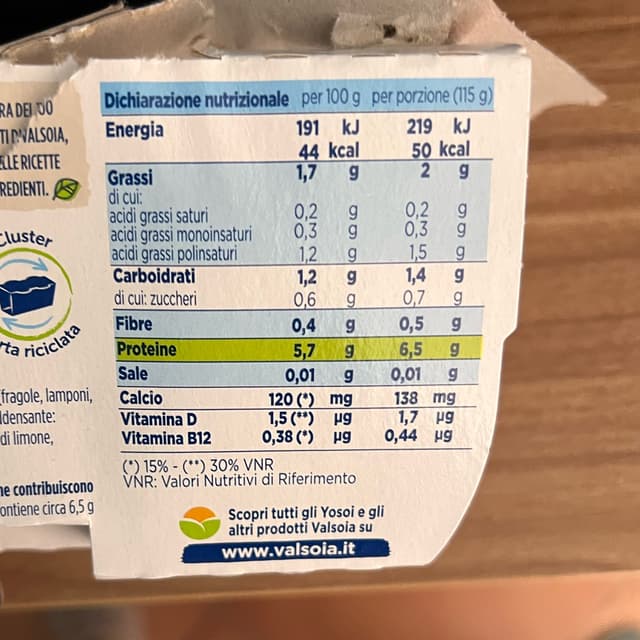 RA DEI
TI
VALSOIA,
ELLE RICETTE
REDIENTI.
Cluster
rta riciclata
fragole, lamponi,
ldensante:
di limone,
ne contribuiscono
ontiene circa 6,5 g
Dichiarazione nutrizionale per 100 g per porzione (115 g)
Energia 191 kJ 219 kJ
44 kcal 50 kcal
Grassi 1,7 g 2 g
di cui:
acidi grassi saturi 0,2 g 0,2 g
acidi grassi monoinsaturi 0,3 g 0,3 g
acidi grassi polinsaturi 1,2 g 1,5 g
Carboidrati 1,2 g 1,4 g
di cui: zuccheri 0,6 g 0,7 g
Fibre 0,4 g 0,5 g
Proteine 5,7 g 6,5 g
Sale 0,01 g 0,01 g
Calcio 120 (*) mg 138 mg
Vitamina D 1,5 (**) µg 1,7 µg
Vitamina B12 0,38 (*) µg 0,44 µg
(*) 15% - (**) 30% VNR
VNR: Valori Nutritivi di Riferimento
Scopri tutti gli Yosoi e gli
altri prodotti Valsoia su
www.valsoia.it